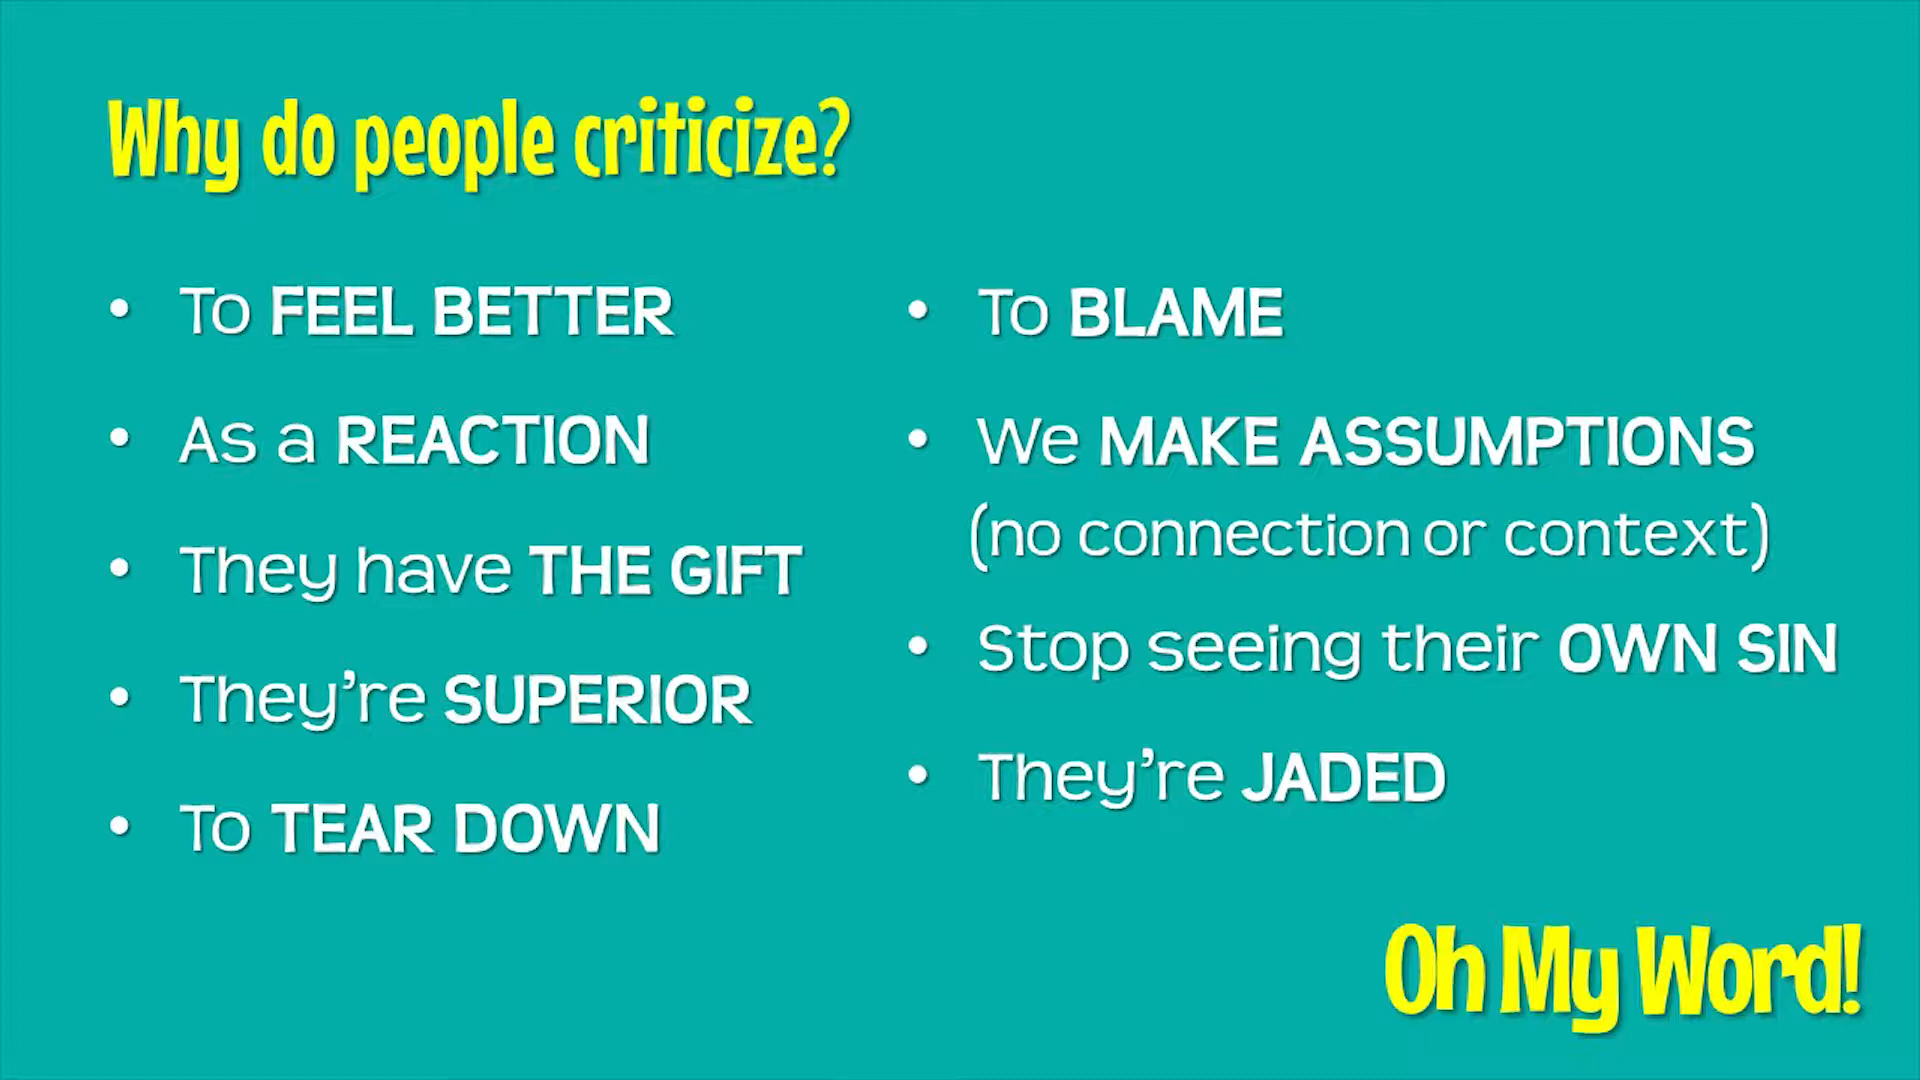 Why do people criticize?
• To FEEL BETTER
• As a REACTION
• They have THE GIFT
• They’re SUPERIOR
• To TEAR DOWN
• To BLAME
• We MAKE ASSUMPTIONS
(no connection or context)
• Stop seeing their OWN SIN
• They’re JADED
Oh My Word!